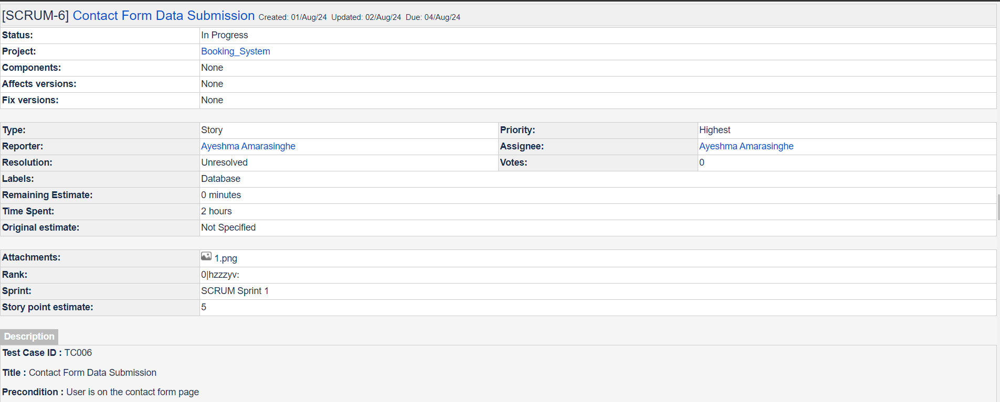 [SCRUM-6] Contact Form Data Submission Created: 01/Aug/24 Updated: 02/Aug/24 Due: 04/Aug/24
Status: In Progress
Project: Booking_System
Components: None
Affects versions: None
Fix versions: None
Type: Story Priority: Highest
Reporter: Ayeshma Amarasinghe Assignee: Ayeshma Amarasinghe
Resolution: Unresolved Votes: 0
Labels: Database
Remaining Estimate: 0 minutes
Time Spent: 2 hours
Original estimate: Not Specified
Attachments: 1.png
Rank: 0|hzzzyv:
Sprint: SCRUM Sprint 1
Story point estimate: 5
Description
Test Case ID : TC006
Title : Contact Form Data Submission
Precondition : User is on the contact form page